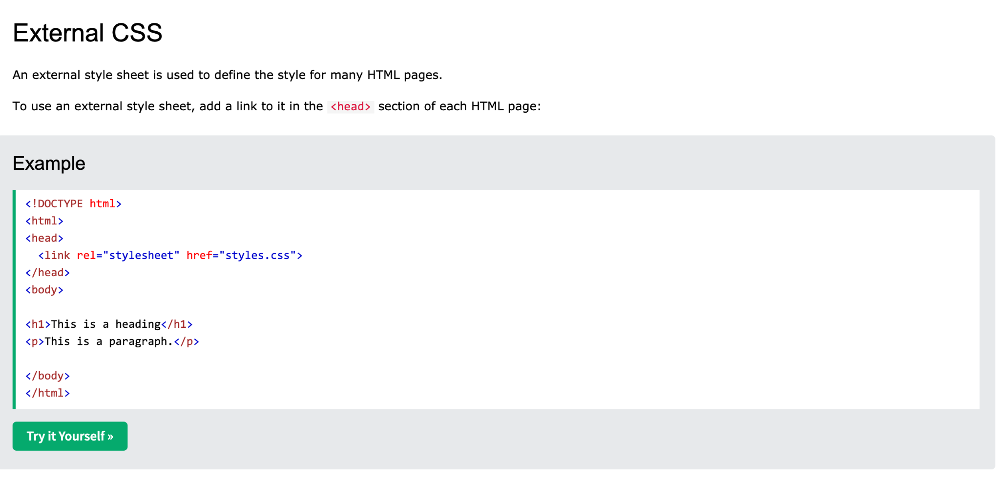 External CSS
An external style sheet is used to define the style for many HTML pages.
To use an external style sheet, add a link to it in the <head> section of each HTML page:
Example
<!DOCTYPE html>
<html>
<head>
  <link rel="stylesheet" href="styles.css">
</head>
<body>

<h1>This is a heading</h1>
<p>This is a paragraph.</p>

</body>
</html>
Try it Yourself »